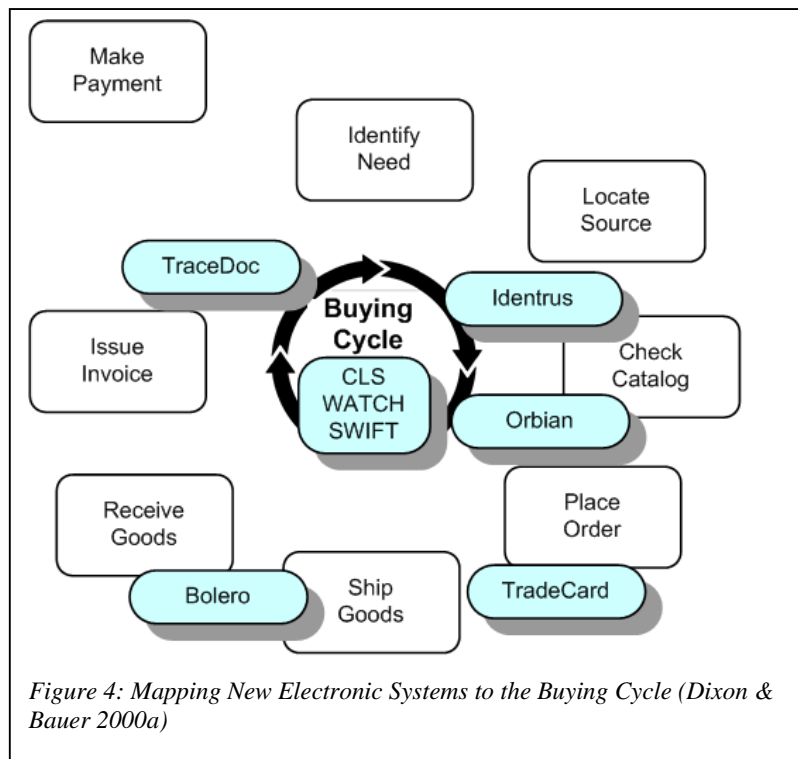 Make
Payment
Identify
Need
Locate
Source
TraceDoc
Identrus
Buying
Cycle
Issue
Invoice
Check
Catalog
CLS
WATCH
SWIFT
Orbian
Place
Order
Receive
Goods
Bolero
Ship
Goods
TradeCard
Figure 4: Mapping New Electronic Systems to the Buying Cycle (Dixon &
Bauer 2000a)